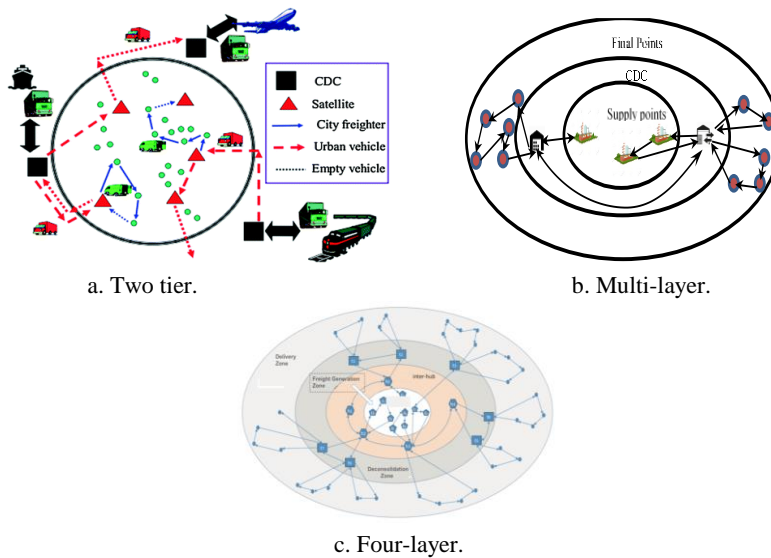 CDC
Satellite
City freighter
Urban vehicle
Empty vehicle
a. Two tier.
Final Points
CDC
Supply points
b. Multi-layer.
Delivery
Zone
Freight Generation
Zone
inter-hub
Deconsolidation
Zone
c. Four-layer.